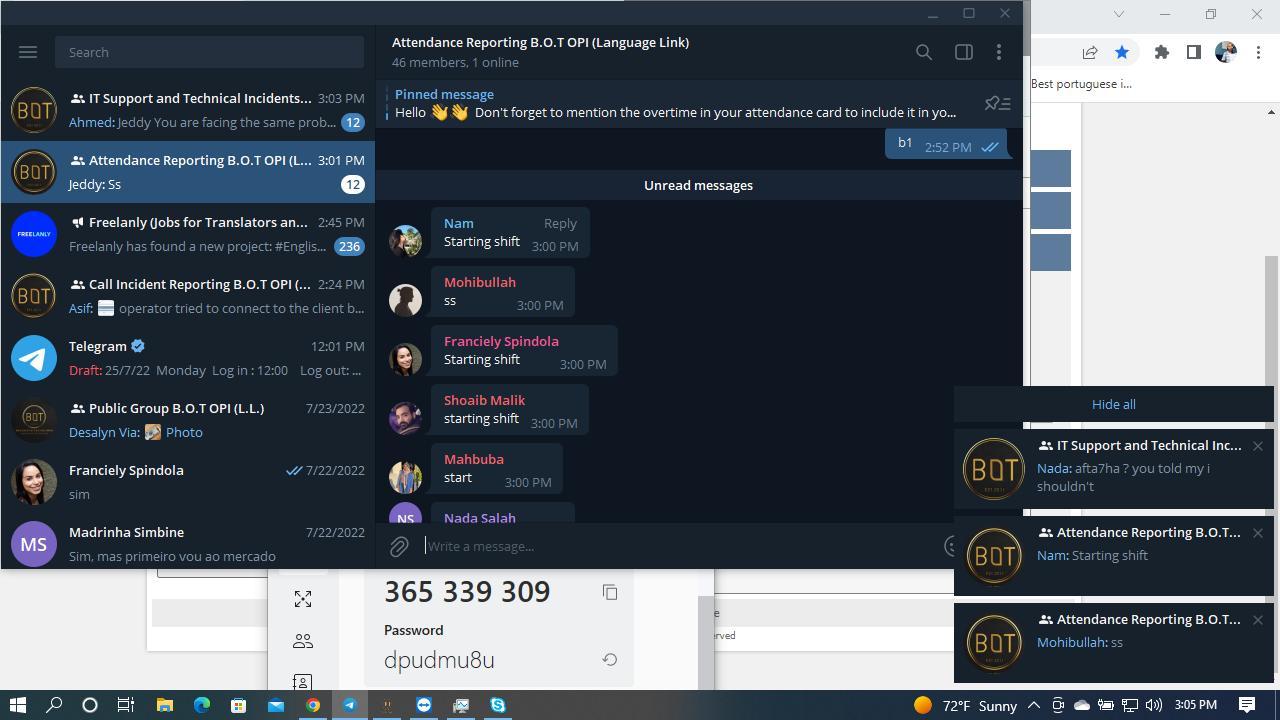 Search
BOT
IT Support and Technical Incidents... 3:03 PM
Ahmed: Jeddy You are facing the same prob... 12
BOT
Attendance Reporting B.O.T OPI (L... 3:01 PM
Jeddy: Ss 12
FREELANLY
Freelanly (Jobs for Translators an... 2:45 PM
Freelanly has found a new project: #Englis... 236
BOT
Call Incident Reporting B.O.T OPI (... 2:24 PM
Asif: operator tried to connect to the client b...
Telegram 12:01 PM
Draft: 25/7/22 Monday Log in : 12:00 Log out: ...
BOT
Public Group B.O.T OPI (L.L.) 7/23/2022
Desalyn Via: Photo
Franciely Spindola 7/22/2022
sim
MS
Madrinha Simbine 7/22/2022
Sim, mas primeiro vou ao mercado
Attendance Reporting B.O.T OPI (Language Link)
46 members, 1 online
Pinned message
Hello 👋👋 Don't forget to mention the overtime in your attendance card to include it in yo...
b1 2:52 PM
Unread messages
Nam Reply
Starting shift 3:00 PM
Mohibullah
ss 3:00 PM
Franciely Spindola
Starting shift 3:00 PM
Shoaib Malik
starting shift 3:00 PM
Mahbuba
start 3:00 PM
NS
Nada Salah
Write a message...
Best portuguese i...
Hide all
BOT
IT Support and Technical Inc...
Nada: afta7ha ? you told my i
shouldn't
BOT
Attendance Reporting B.O.T...
Nam: Starting shift
BOT
Attendance Reporting B.O.T...
Mohibullah: ss
365 339 309
Password
dpudmu8u
erved
72°F Sunny 3:05 PM